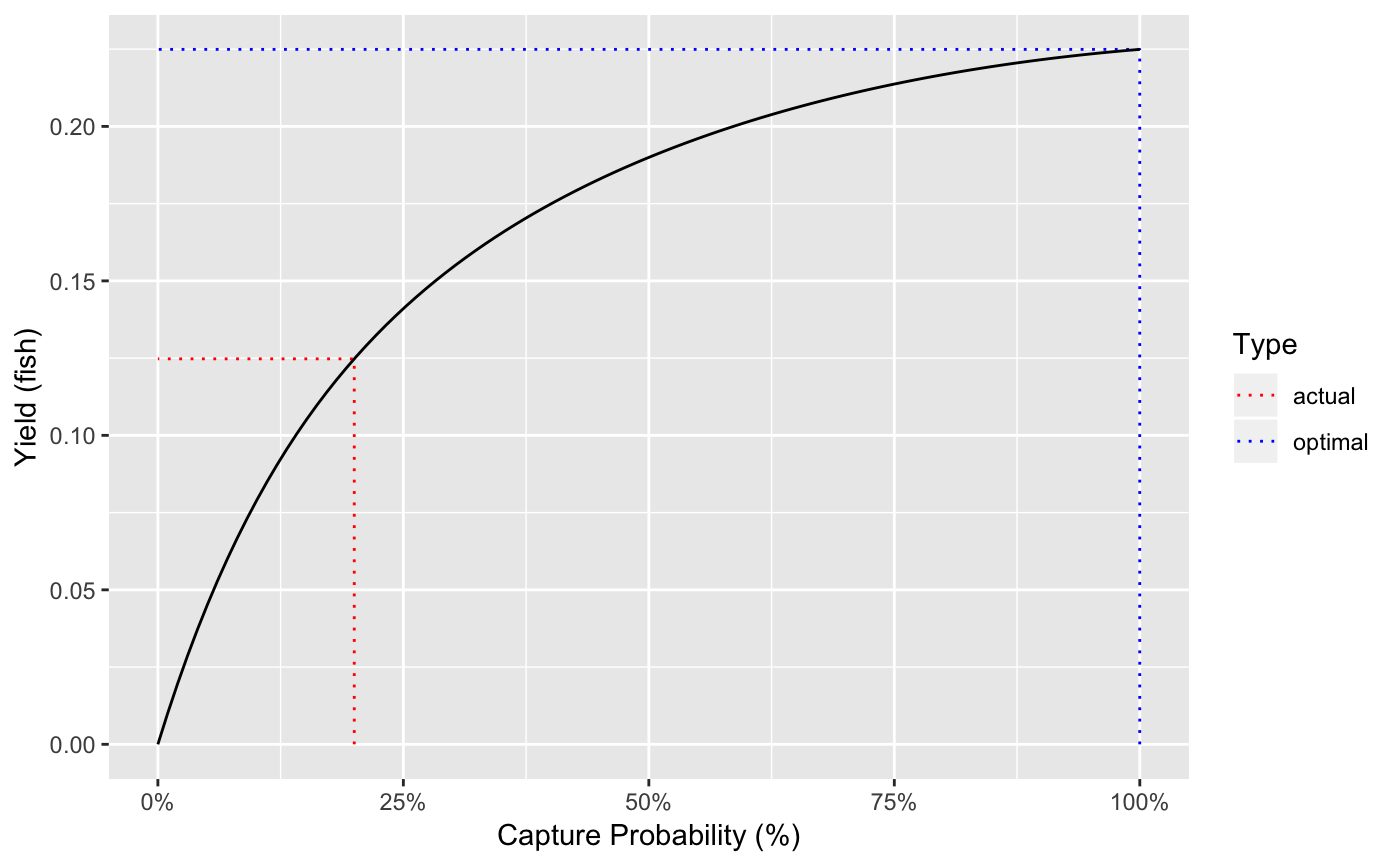 0.20
0.15
0.10
0.05
0.00
Yield (fish)
0%
25%
50%
75%
100%
Capture Probability (%)
Type
actual
optimal